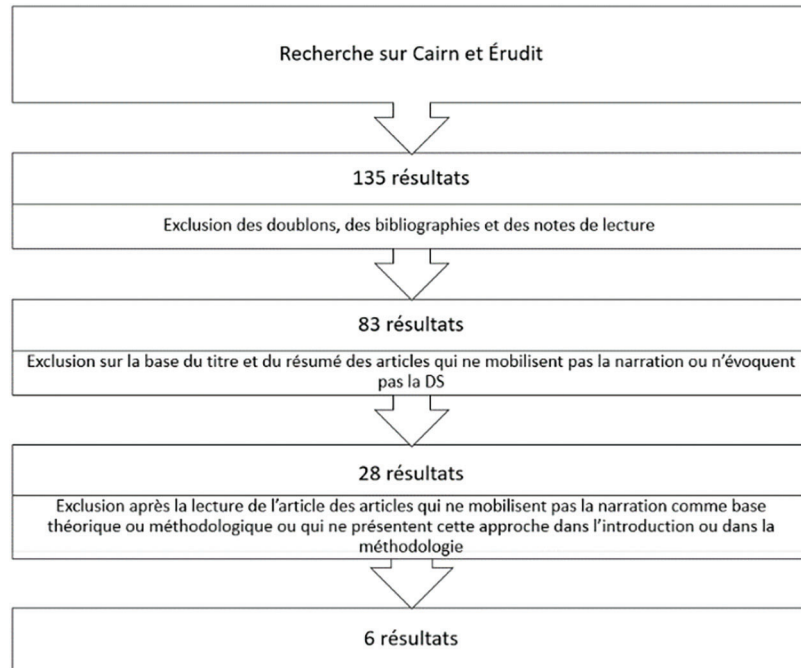 Recherche sur Cairn et Érudit
135 résultats
Exclusion des doublons, des bibliographies et des notes de lecture
83 résultats
Exclusion sur la base du titre et du résumé des articles qui ne mobilisent pas la narration ou n’évoquent
pas la DS
28 résultats
Exclusion après la lecture de l’article des articles qui ne mobilisent pas la narration comme base
théorique ou méthodologique ou qui ne présentent cette approche dans l’introduction ou dans la
méthodologie
6 résultats